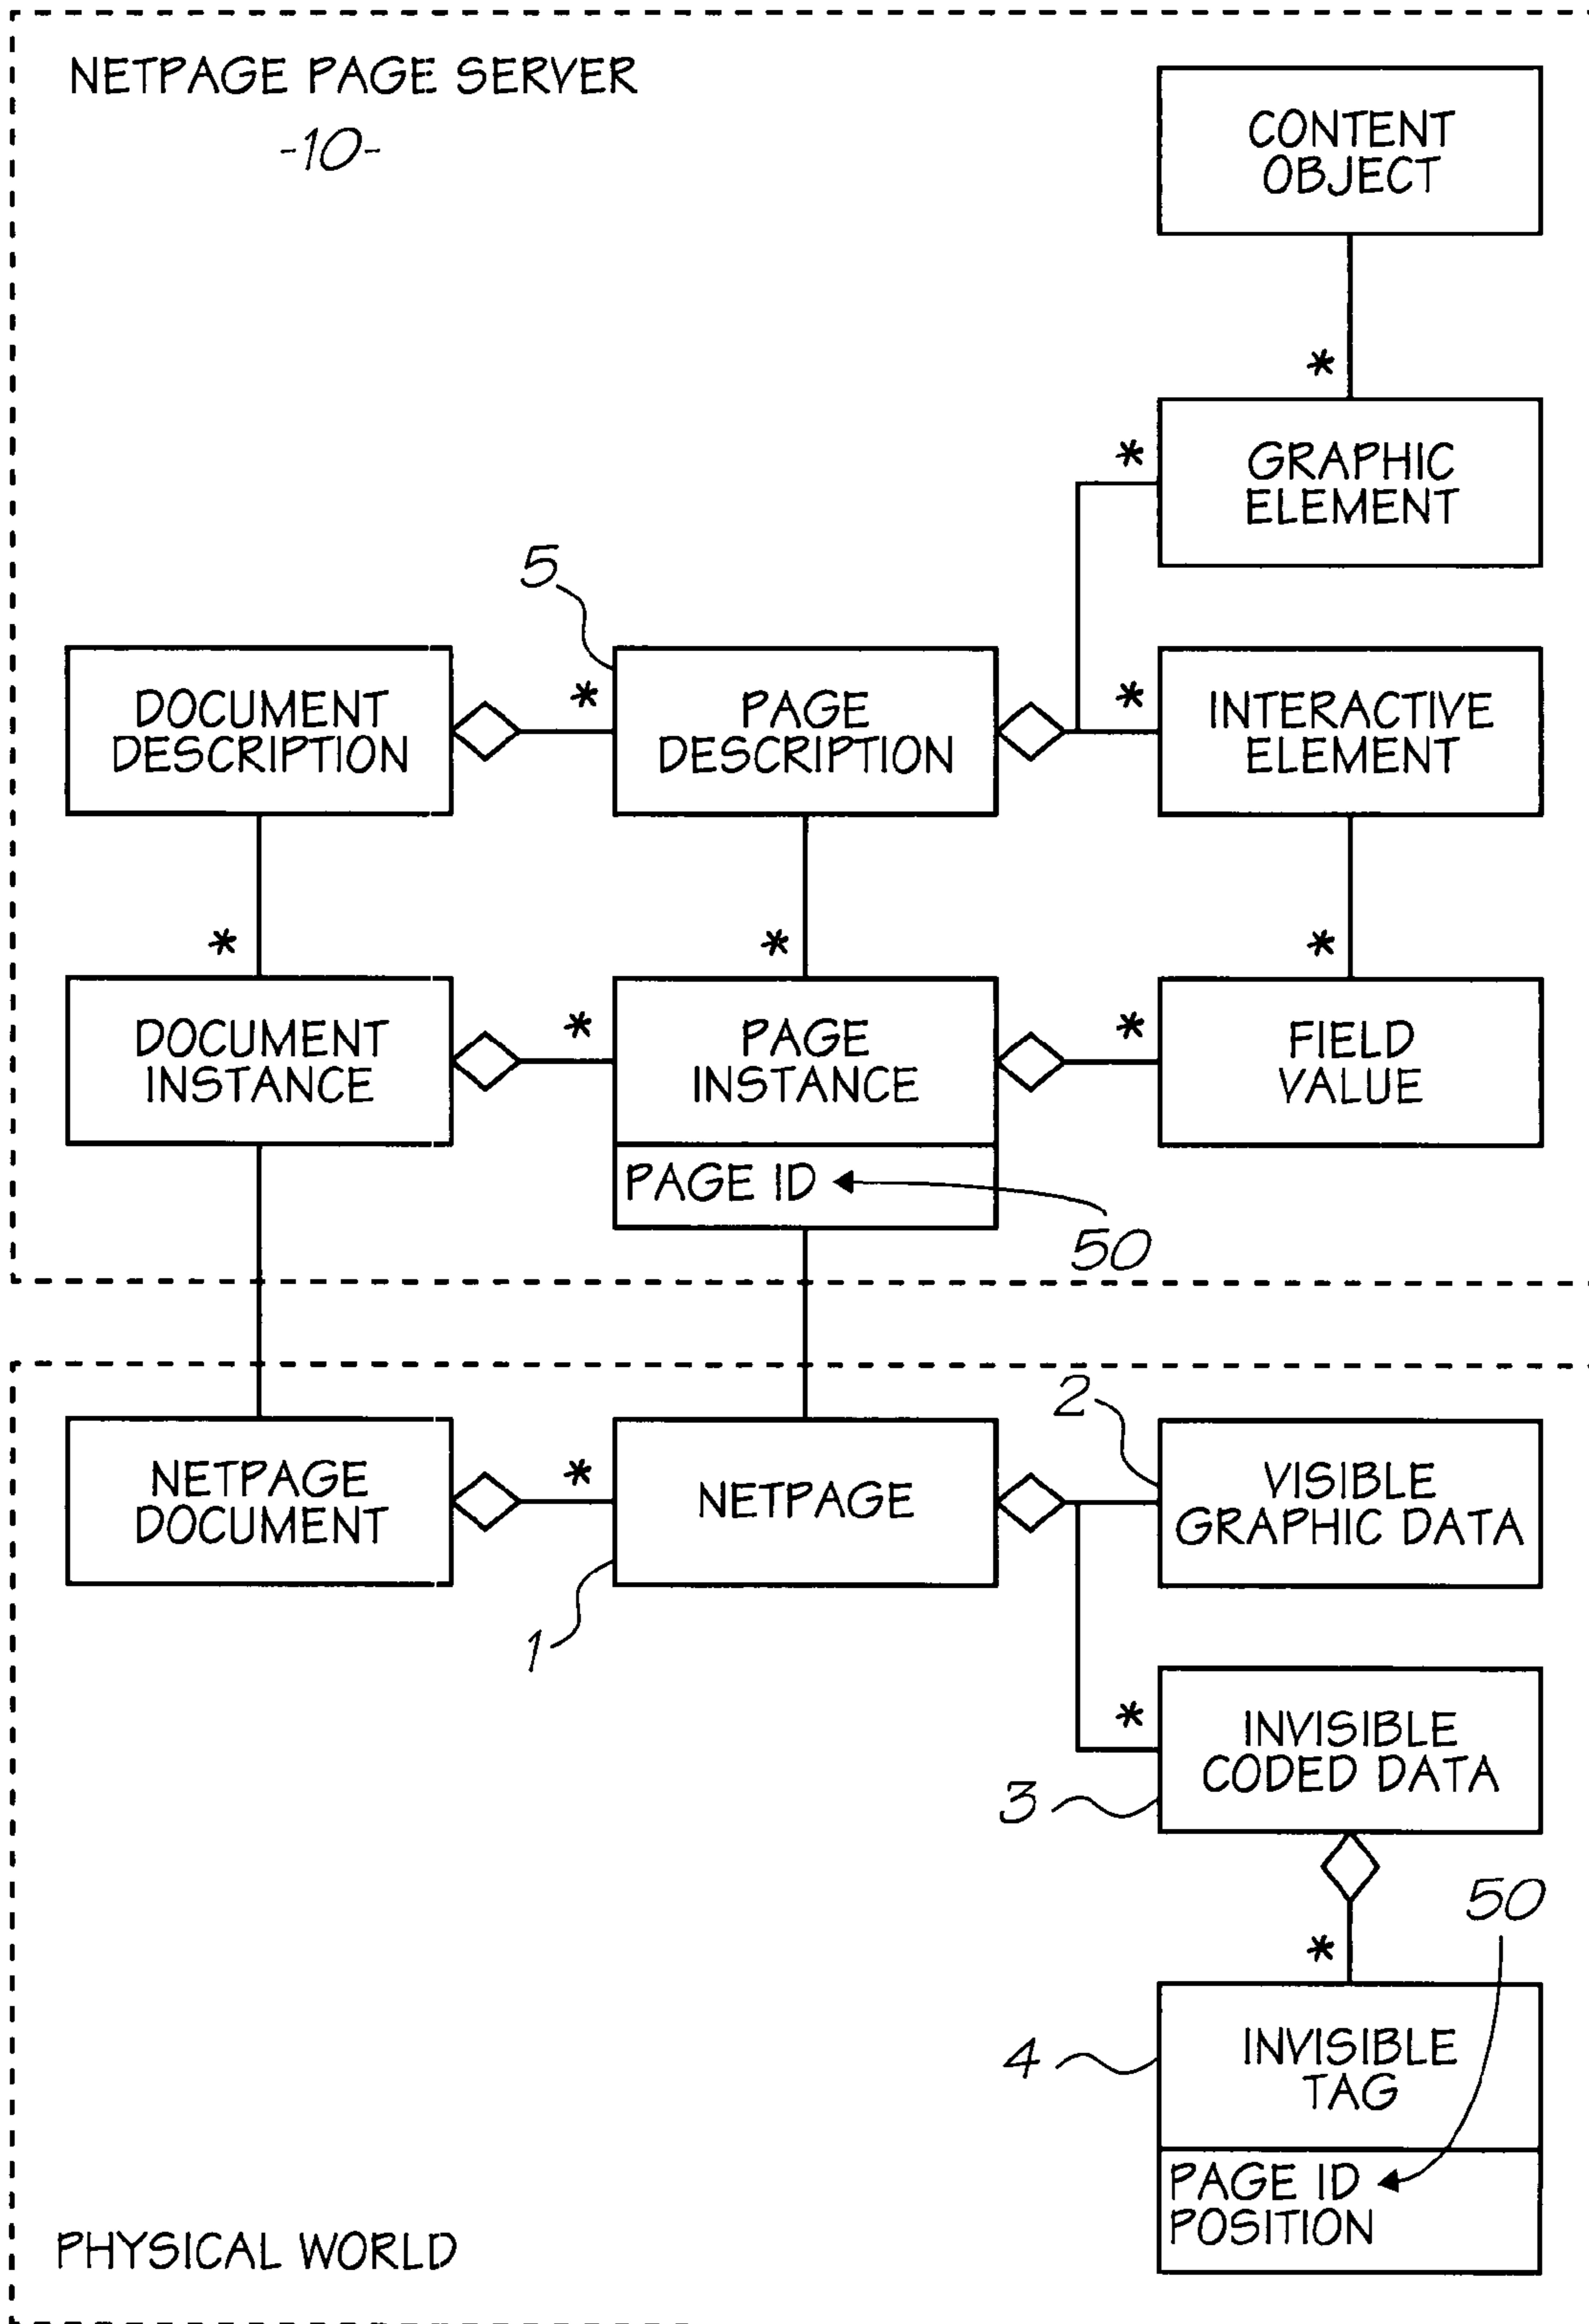 NETPAGE PAGE SERVER
-10-
CONTENT
OBJECT
*
*
GRAPHIC
ELEMENT
5
DOCUMENT
DESCRIPTION
*
PAGE
DESCRIPTION
*
INTERACTIVE
ELEMENT
*
*
*
DOCUMENT
INSTANCE
*
PAGE
INSTANCE
*
FIELD
VALUE
PAGE ID
50
NETPAGE
DOCUMENT
*
NETPAGE
2
VISIBLE
GRAPHIC DATA
1
*
INVISIBLE
CODED DATA
3
50
*
4
INVISIBLE
TAG
PAGE ID
POSITION
PHYSICAL WORLD